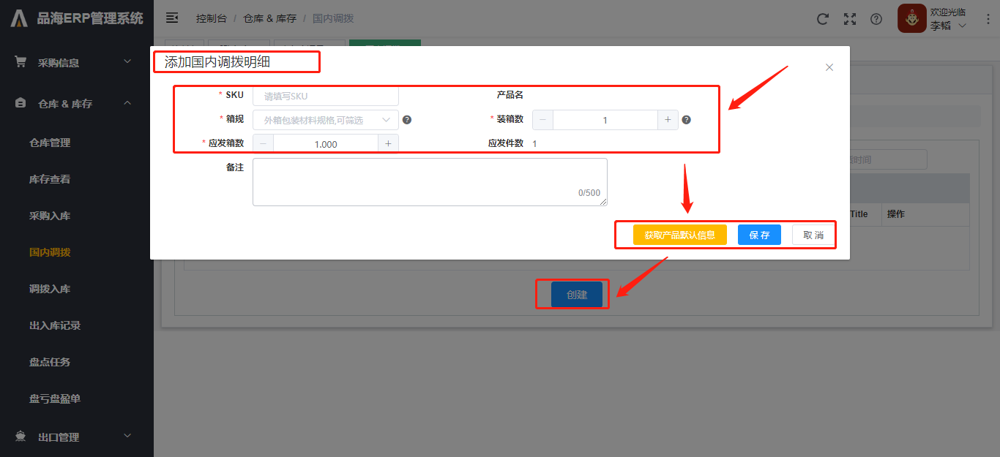 品海ERP管理系统
控制台 / 仓库 & 库存 / 国内调拨
欢迎光临
李韬
采购信息
仓库 & 库存
仓库管理
库存查看
采购入库
国内调拨
调拨入库
出入库记录
盘点任务
盘亏盘盈单
出口管理
添加国内调拨明细
* SKU 请填写SKU 产品名
* 箱规 外箱包装材料规格,可筛选 * 装箱数 1
* 应发箱数 1.000 应发件数 1
备注
0/500
获取产品默认信息 保 存 取 消
时间
Title 操作
创建